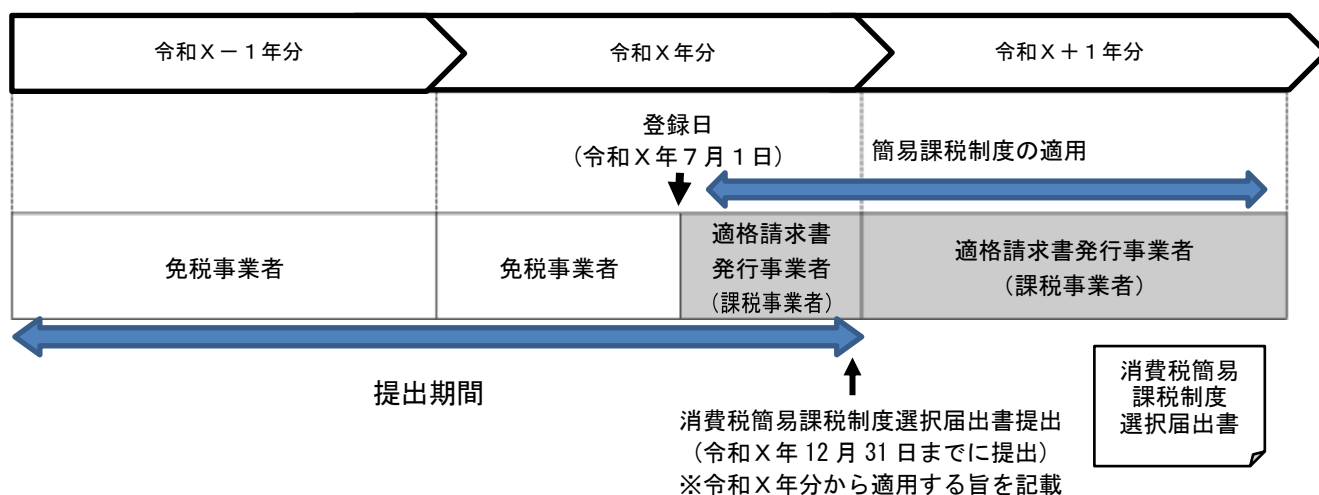 令和X－１年分
令和X年分
令和X＋１年分
登録日
（令和X年７月１日）
簡易課税制度の適用
免税事業者
免税事業者
適格請求書
発行事業者
（課税事業者）
適格請求書発行事業者
（課税事業者）
提出期間
消費税簡易課税制度選択届出書提出
（令和X年 12 月 31 日までに提出）
※令和X年分から適用する旨を記載
消費税簡易
課税制度
選択届出書